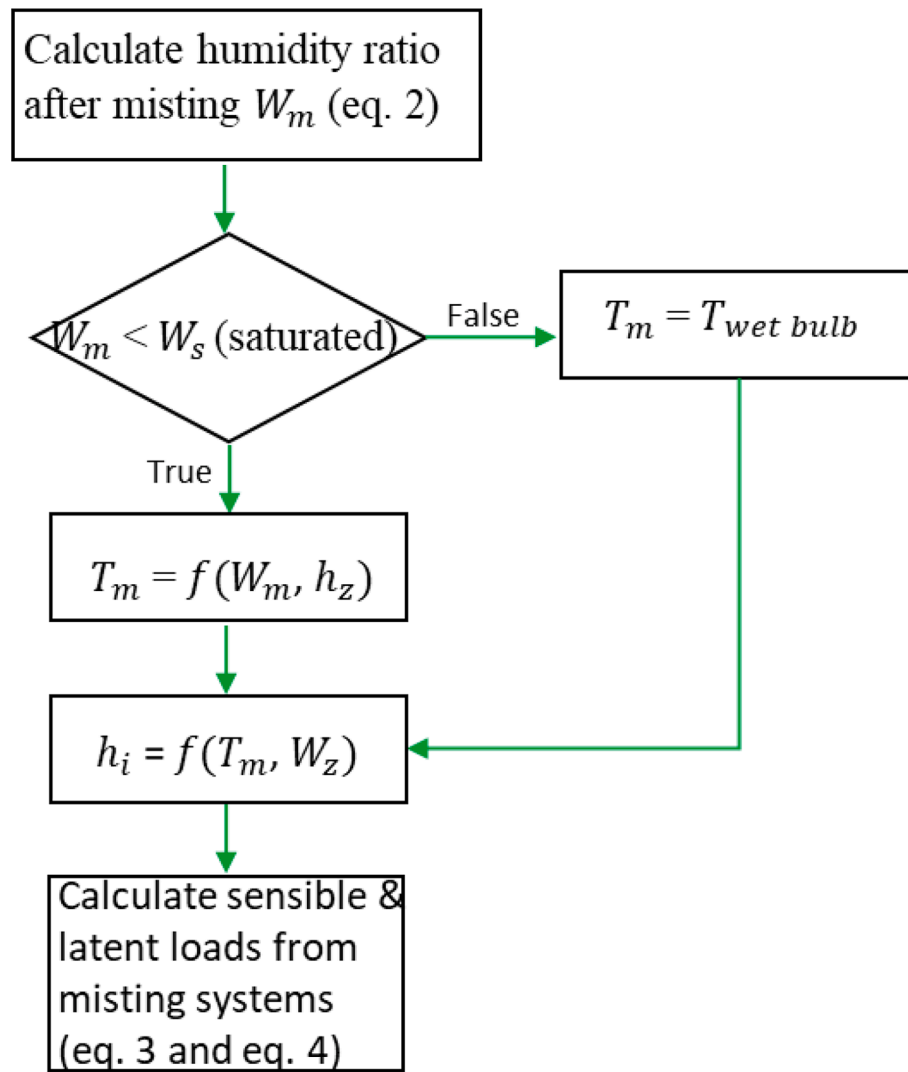 Calculate humidity ratio
after misting W_m (eq. 2)
W_m < W_s (saturated)
False
T_m = T_wet bulb
True
T_m = f(W_m, h_z)
h_i = f(T_m, W_z)
Calculate sensible &
latent loads from
misting systems
(eq. 3 and eq. 4)